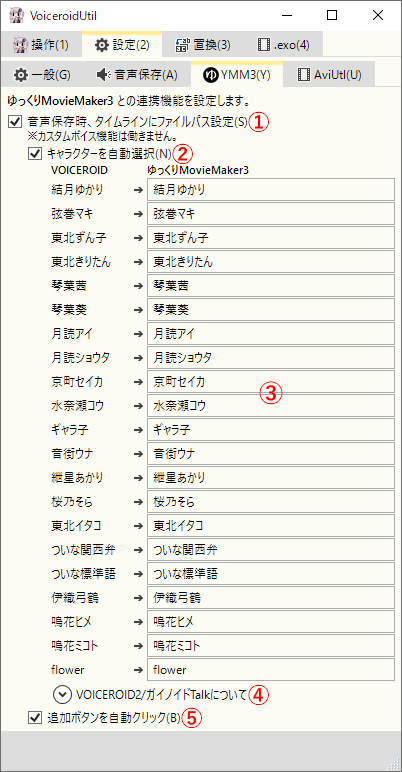 VoiceroidUtil
操作(1) 設定(2) 置換(3) .exo(4)
一般(G) 音声保存(A) ゆ YMM3(Y) AviUtl(U)
ゆっくりMovieMaker3 との連携機能を設定します。
音声保存時、タイムラインにファイルパス設定(S) ①
※カスタムボイス機能は働きません。
キャラクターを自動選択(N) ②
VOICEROID ゆっくりMovieMaker3
結月ゆかり ➔ 結月ゆかり
弦巻マキ ➔ 弦巻マキ
東北ずん子 ➔ 東北ずん子
東北きりたん ➔ 東北きりたん
琴葉茜 ➔ 琴葉茜
琴葉葵 ➔ 琴葉葵
月読アイ ➔ 月読アイ
月読ショウタ ➔ 月読ショウタ
京町セイカ ➔ 京町セイカ
③
水奈瀬コウ ➔ 水奈瀬コウ
ギャラ子 ➔ ギャラ子
音街ウナ ➔ 音街ウナ
紲星あかり ➔ 紲星あかり
桜乃そら ➔ 桜乃そら
東北イタコ ➔ 東北イタコ
ついな関西弁 ➔ ついな関西弁
ついな標準語 ➔ ついな標準語
伊織弓鶴 ➔ 伊織弓鶴
鳴花ヒメ ➔ 鳴花ヒメ
鳴花ミコト ➔ 鳴花ミコト
flower ➔ flower
VOICEROID2/ガイノイドTalkについて ④
追加ボタンを自動クリック(B) ⑤